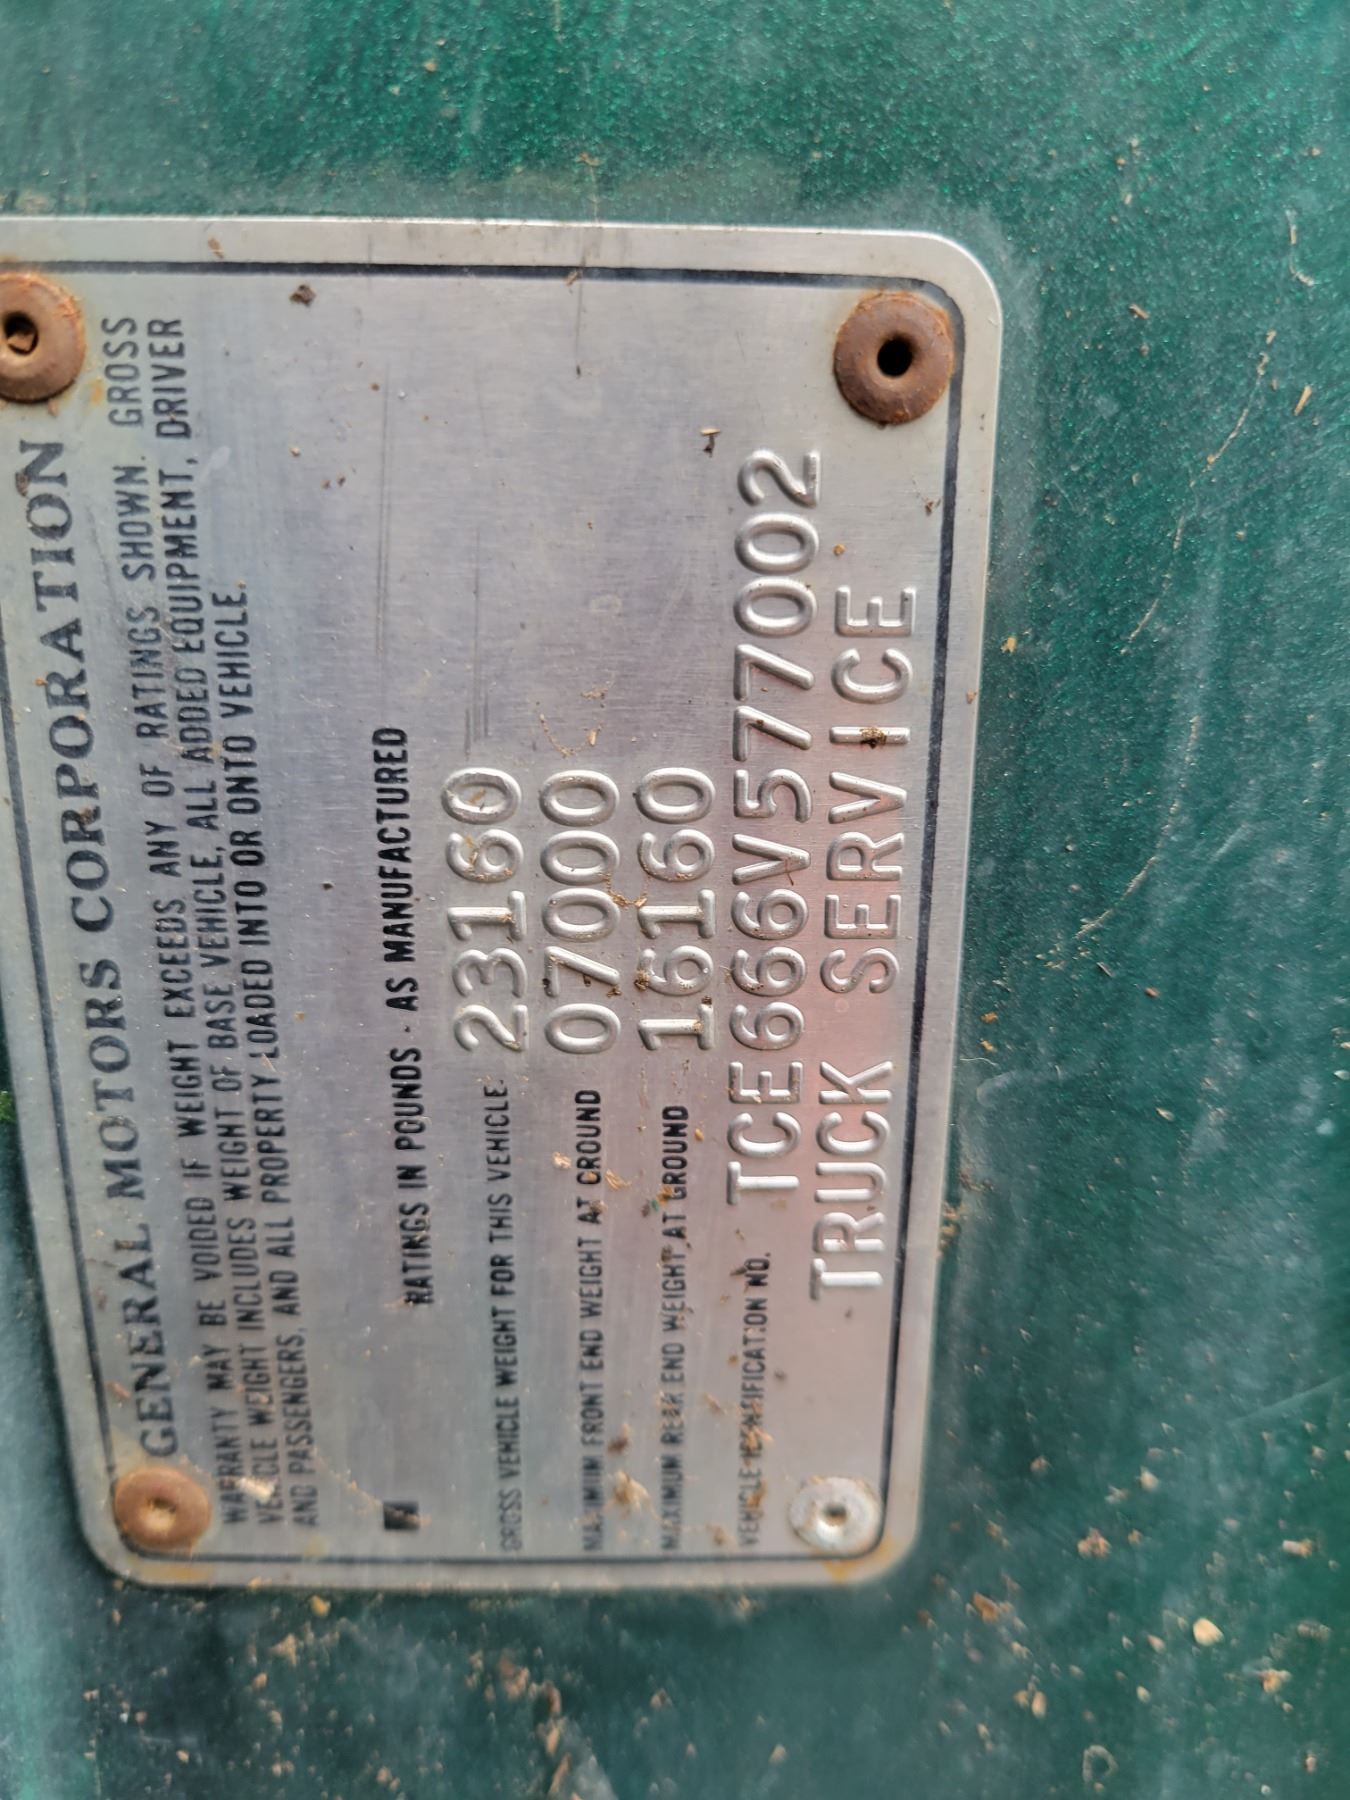 GENERAL MOTORS CORPORATION
WARRANTY MAY BE VOIDED IF WEIGHT EXCEEDS ANY OF RATINGS SHOWN. GROSS
VEHICLE WEIGHT INCLUDES WEIGHT OF BASE VEHICLE, ALL ADDED EQUIPMENT, DRIVER
AND PASSENGERS, AND ALL PROPERTY LOADED INTO OR ONTO VEHICLE.
RATINGS IN POUNDS - AS MANUFACTURED
GROSS VEHICLE WEIGHT FOR THIS VEHICLE 23160
MAXIMUM FRONT END WEIGHT AT GROUND 07000
MAXIMUM REAR END WEIGHT AT GROUND 16160
VEHICLE IDENTIFICATION NO. TCE666V577002
TRUCK SERVICE